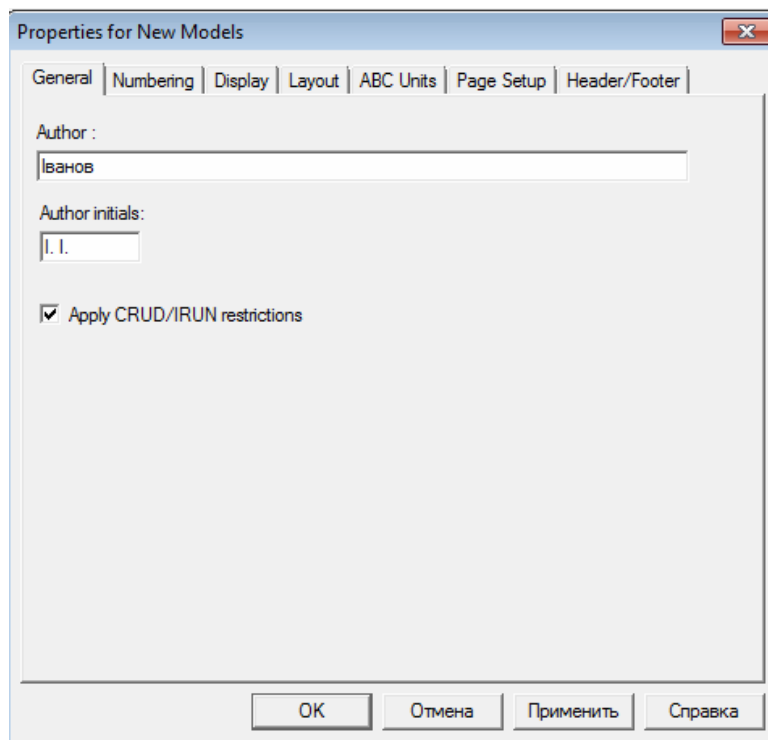 Properties for New Models
General Numbering Display Layout ABC Units Page Setup Header/Footer
Author :
Іванов
Author initials:
І. І.
Apply CRUD/IRUN restrictions
OK Отмена Применить Справка